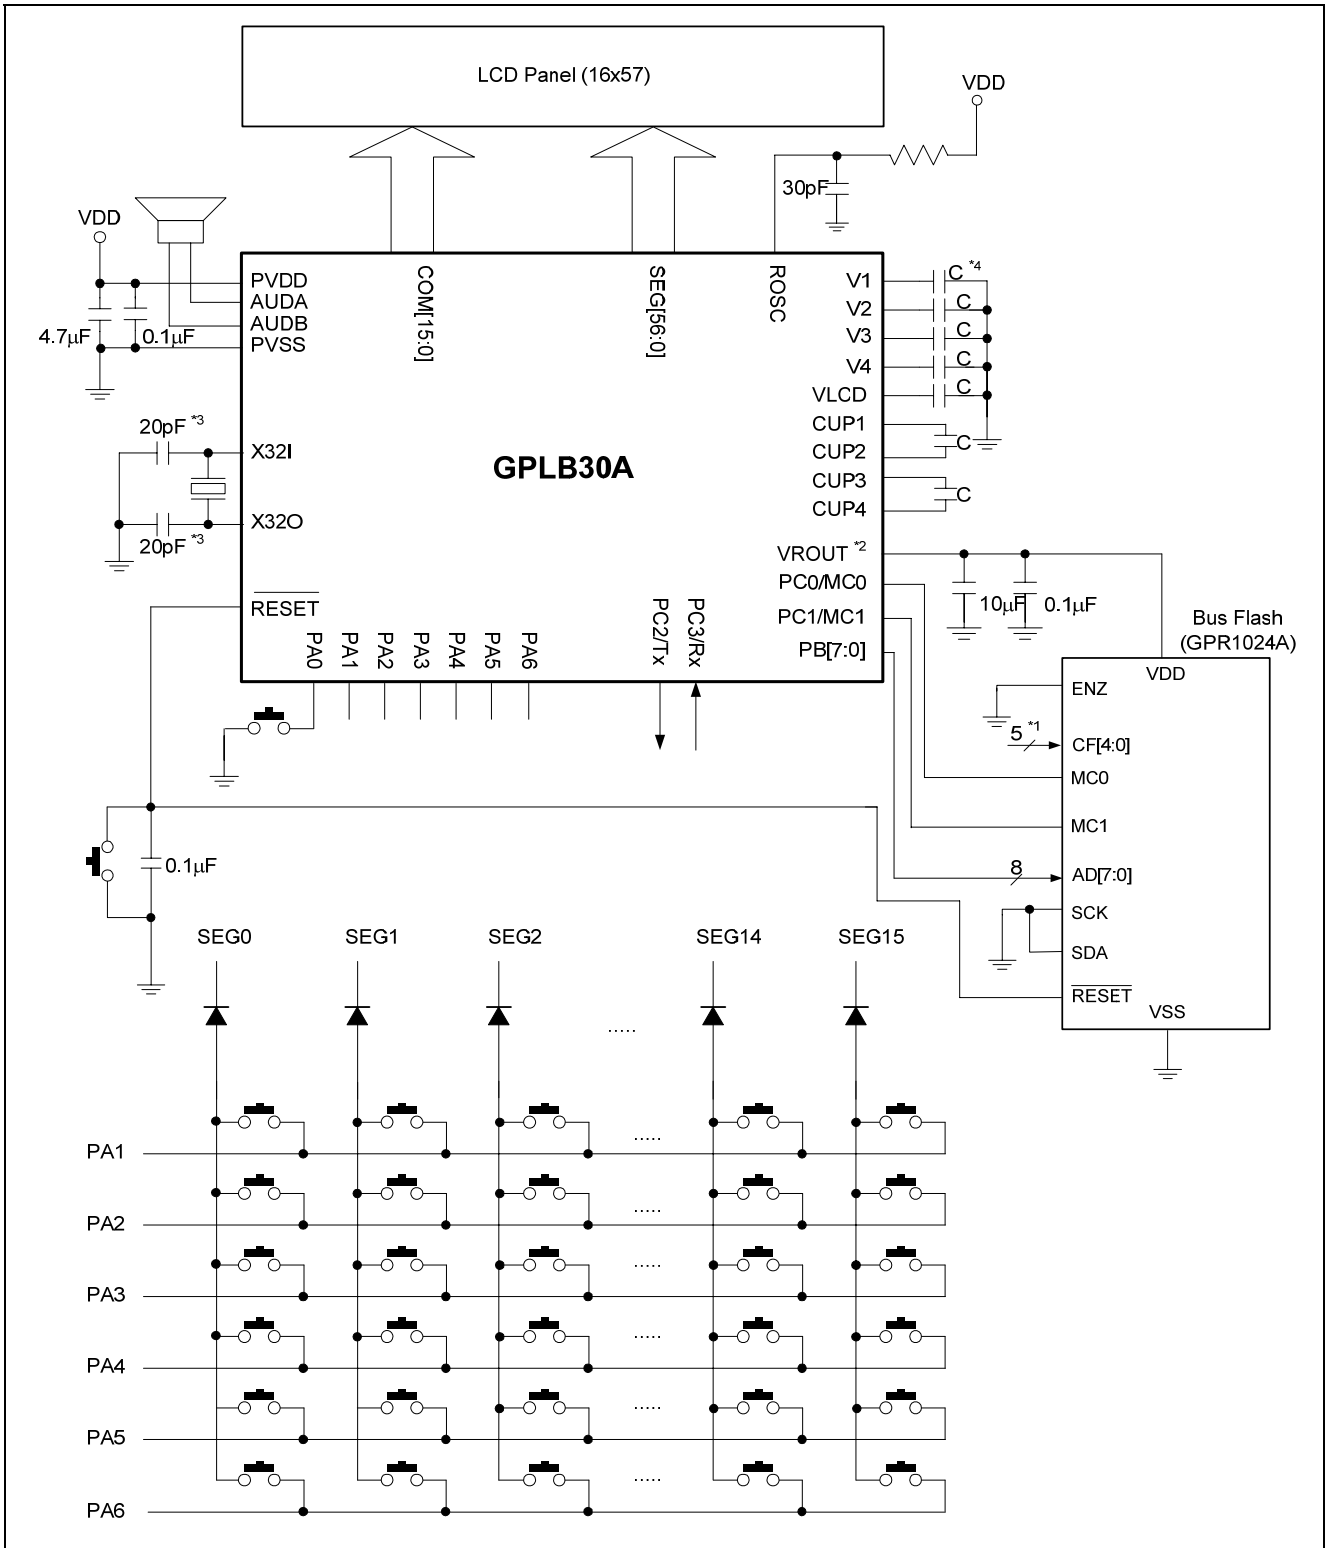 LCD Panel (16x57)
VDD
30pF
VDD
4.7µF
0.1µF
PVDD
AUDA
AUDB
PVSS
COM[15:0]
SEG[56:0]
ROSC
V1
V2
V3
V4
VLCD
CUP1
CUP2
CUP3
CUP4
C *4
C
C
C
C
C
C
20pF *3
X32I
GPLB30A
X32O
20pF *3
VROUT *2
PC0/MC0
PC1/MC1
PB[7:0]
10µF
0.1µF
RESET
PA0
PA1
PA2
PA3
PA4
PA5
PA6
PC2/Tx
PC3/Rx
Bus Flash
(GPR1024A)
VDD
ENZ
5 *1
CF[4:0]
MC0
MC1
8
AD[7:0]
SCK
SDA
RESET
VSS
0.1µF
SEG0
SEG1
SEG2
SEG14
SEG15
.....
PA1
.....
PA2
.....
PA3
.....
PA4
.....
PA5
.....
PA6
.....